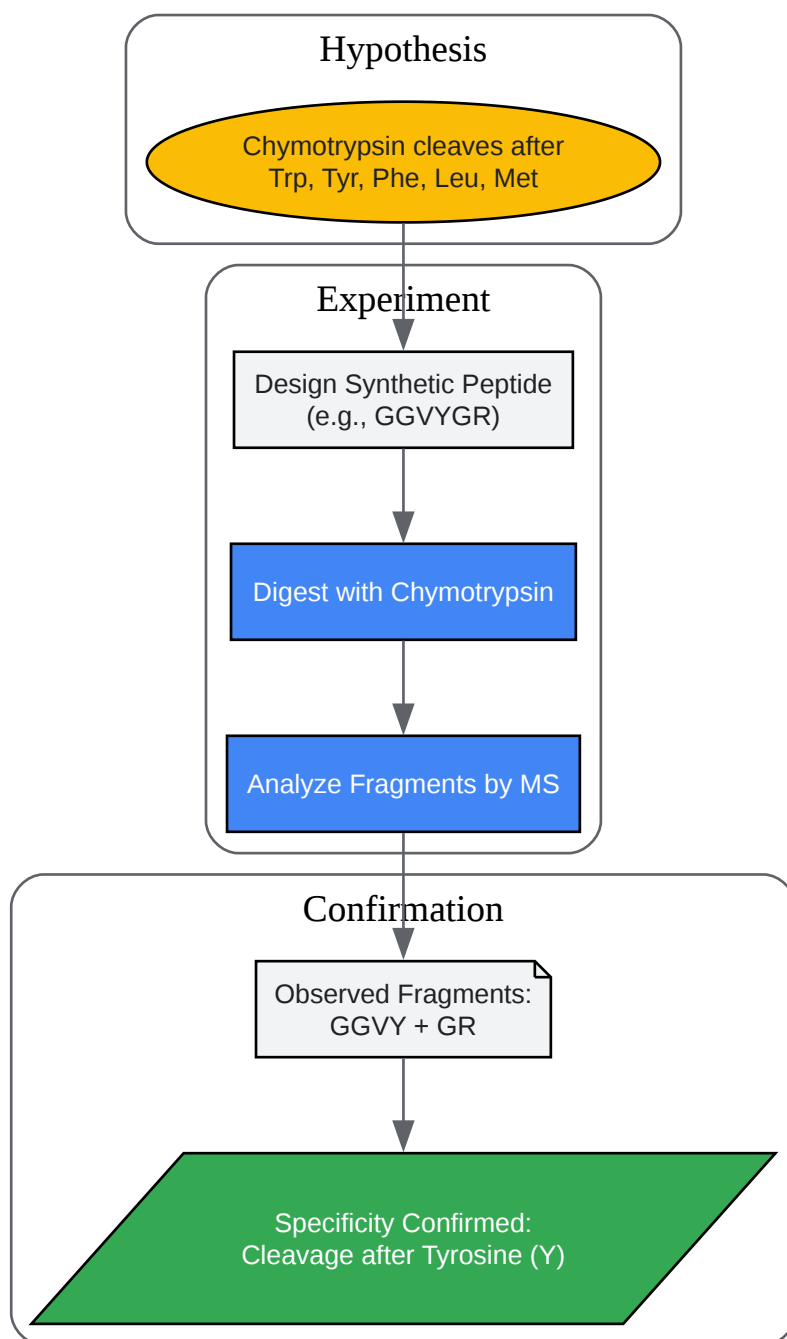 Hypothesis
Chymotrypsin cleaves after
Trp, Tyr, Phe, Leu, Met
Experiment
Design Synthetic Peptide
(e.g., GGVYGR)
Digest with Chymotrypsin
Analyze Fragments by MS
Confirmation
Observed Fragments:
GGVY + GR
Specificity Confirmed:
Cleavage after Tyrosine (Y)